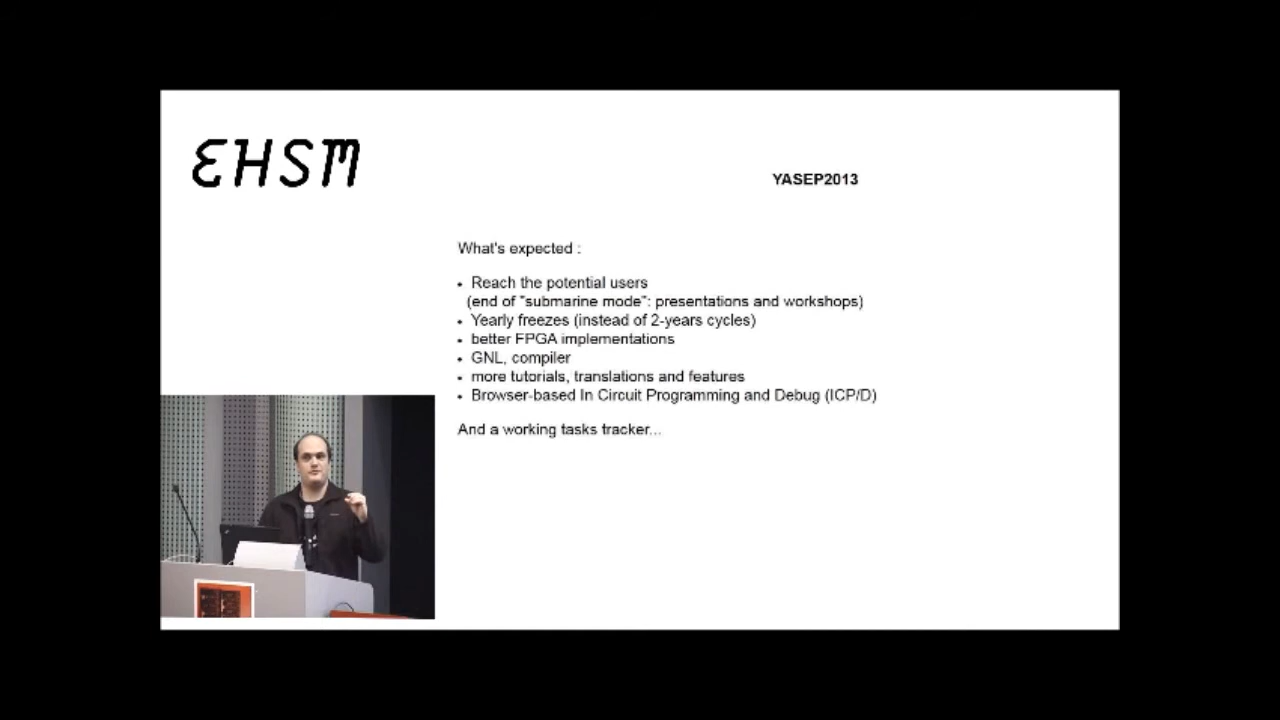 EHSM
YASEP2013
What's expected :
• Reach the potential users
(end of "submarine mode": presentations and workshops)
• Yearly freezes (instead of 2-years cycles)
• better FPGA implementations
• GNL, compiler
• more tutorials, translations and features
• Browser-based In Circuit Programming and Debug (ICP/D)
And a working tasks tracker...